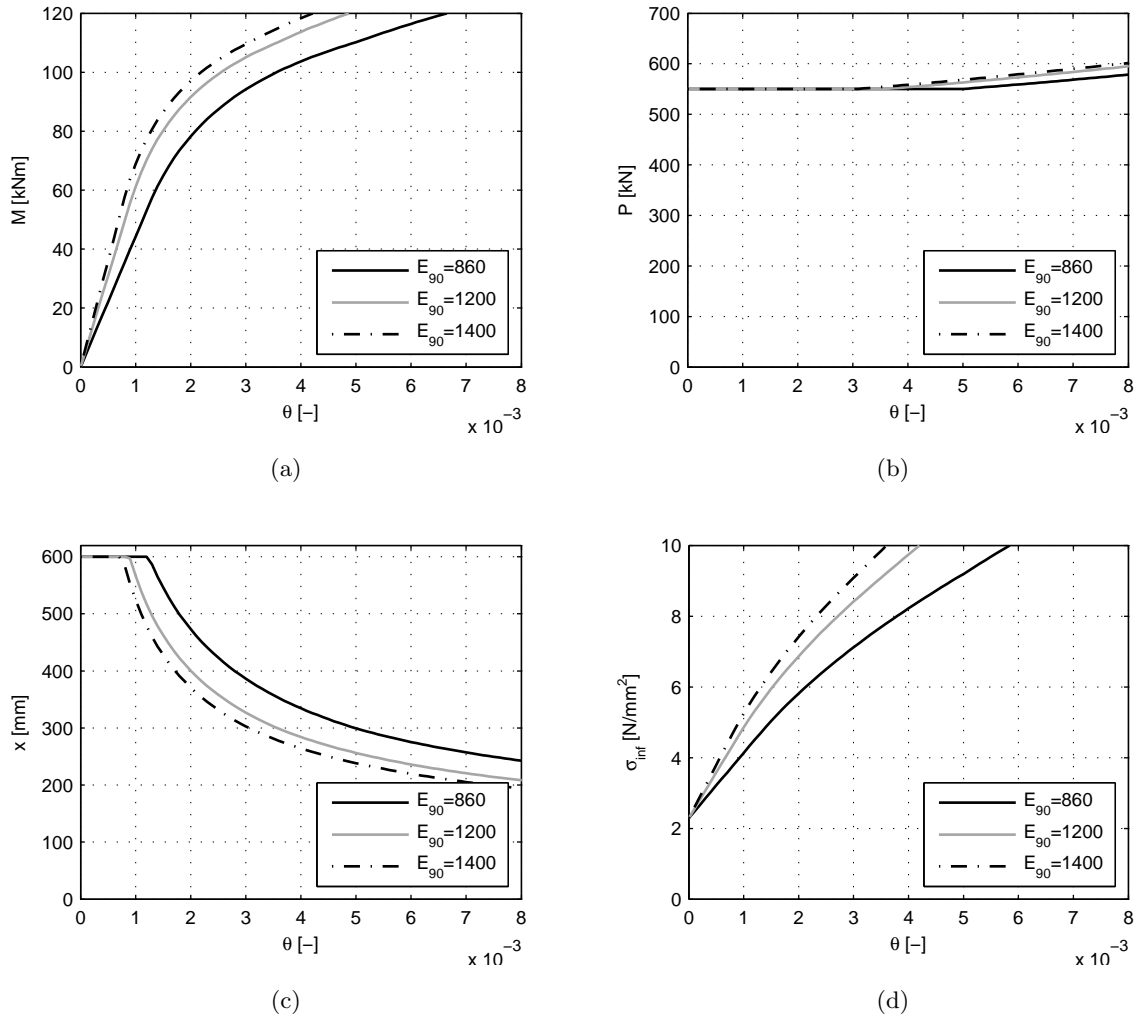 120
100
80
60
40
20
0
M [kNm]
0 1 2 3 4 5 6 7 8
θ [−]
x 10⁻³
E₉₀=860
E₉₀=1200
E₉₀=1400
(a)
700
600
500
400
300
200
100
0
P [kN]
0 1 2 3 4 5 6 7 8
θ [−]
x 10⁻³
E₉₀=860
E₉₀=1200
E₉₀=1400
(b)
600
500
400
300
200
100
0
x [mm]
0 1 2 3 4 5 6 7 8
θ [−]
x 10⁻³
E₉₀=860
E₉₀=1200
E₉₀=1400
(c)
10
8
6
4
2
0
σ_inf [N/mm²]
0 1 2 3 4 5 6 7 8
θ [−]
x 10⁻³
E₉₀=860
E₉₀=1200
E₉₀=1400
(d)